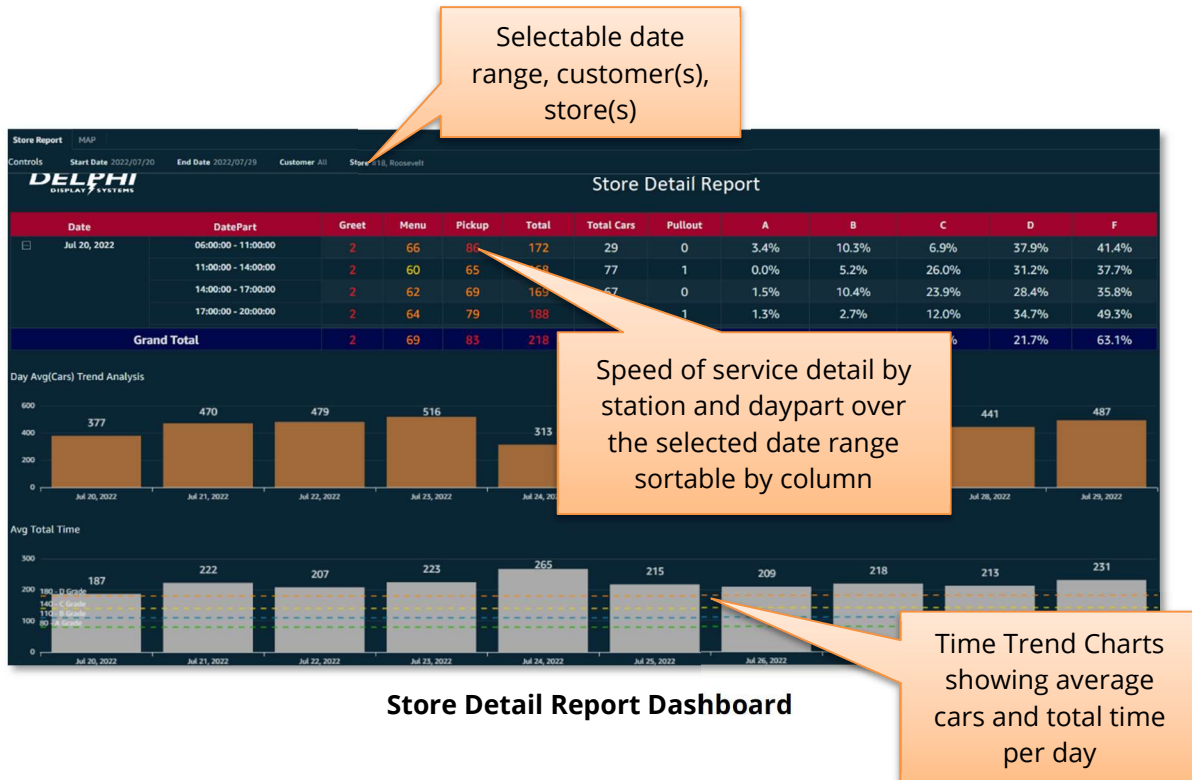 Selectable date
range, customer(s),
store(s)
Store Report MAP
Controls Start Date 2022/07/20 End Date 2022/07/29 Customer All Store #18, Roosevelt
DELPHI
DISPLAY SYSTEMS
Store Detail Report
Date DatePart Greet Menu Pickup Total Total Cars Pullout A B C D F
Jul 20, 2022 06:00:00 - 11:00:00 2 66 86 172 29 0 3.4% 10.3% 6.9% 37.9% 41.4%
11:00:00 - 14:00:00 2 60 65 77 1 0.0% 5.2% 26.0% 31.2% 37.7%
14:00:00 - 17:00:00 2 62 69 169 67 0 1.5% 10.4% 23.9% 28.4% 35.8%
17:00:00 - 20:00:00 2 64 79 188 1 1.3% 2.7% 12.0% 34.7% 49.3%
Grand Total 2 69 83 218 % 21.7% 63.1%
Speed of service detail by
station and daypart over
the selected date range
sortable by column
Day Avg(Cars) Trend Analysis
600
377 470 479 516 313 441 487
400
200
0
Jul 20, 2022 Jul 21, 2022 Jul 22, 2022 Jul 23, 2022 Jul 24, 20 Jul 28, 2022 Jul 29, 2022
Avg Total Time
300
187 222 207 223 265 215 209 218 213 231
200 180 - D Grade
140 - C Grade
110 - B Grade
100 80 - A Grade
0
Jul 20, 2022 Jul 21, 2022 Jul 22, 2022 Jul 23, 2022 Jul 24, 2022 Jul 25, 2022 Jul 26, 2022
Time Trend Charts
showing average
cars and total time
per day
Store Detail Report Dashboard